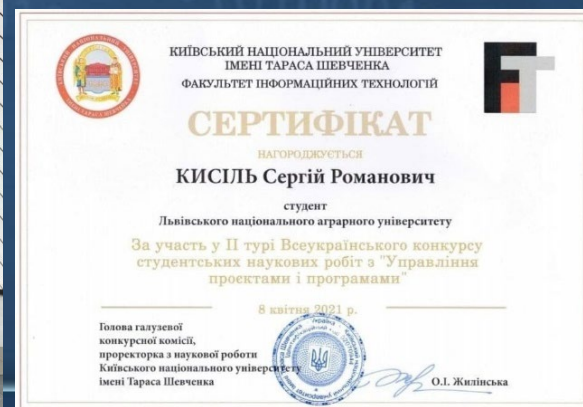 КИЇВСЬКИЙ НАЦІОНАЛЬНИЙ УНІВЕРСИТЕТ
ІМЕНІ ТАРАСА ШЕВЧЕНКА
ФАКУЛЬТЕТ ІНФОРМАЦІЙНИХ ТЕХНОЛОГІЙ
СЕРТИФІКАТ
НАГОРОДЖУЄТЬСЯ
КИСІЛЬ Сергій Романович
студент
Львівського національного аграрного університету
За участь у ІІ турі Всеукраїнського конкурсу
студентських наукових робіт з "Управління
проєктами і програмами"
8 квітня 2021 р.
Голова галузевої
конкурсної комісії,
проректорка з наукової роботи
Київського національного університету
імені Тараса Шевченка
О.І. Жилінська